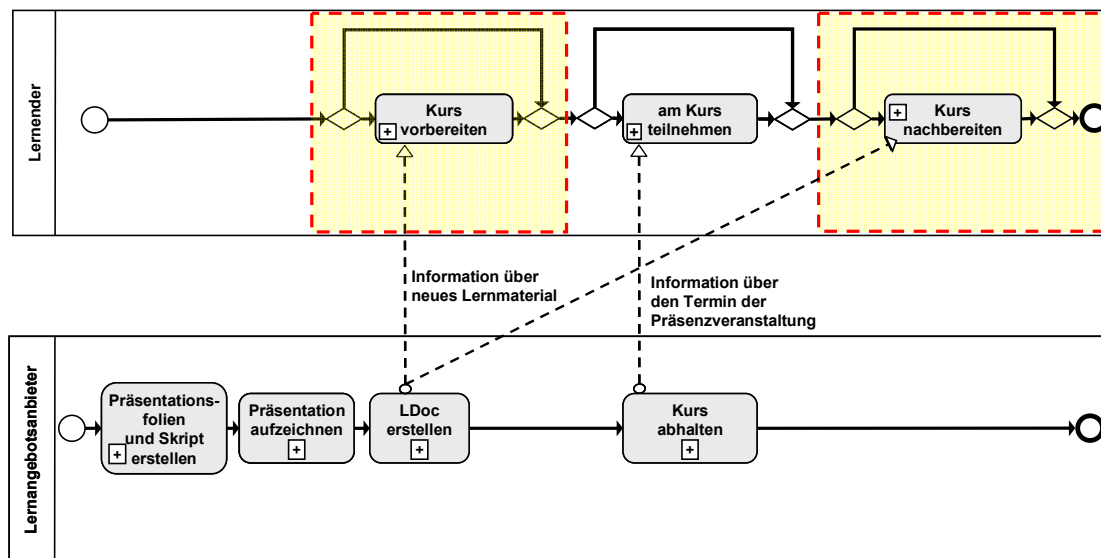 Lernender
Kurs
vorbereiten
+
am Kurs
teilnehmen
+
Kurs
nachbereiten
+
Information über
neues Lernmaterial
Information über
den Termin der
Präsenzveranstaltung
Lernangebotsanbieter
Präsentations-
folien
und Skript
erstellen
+
Präsentation
aufzeichnen
+
LDoc
erstellen
+
Kurs
abhalten
+